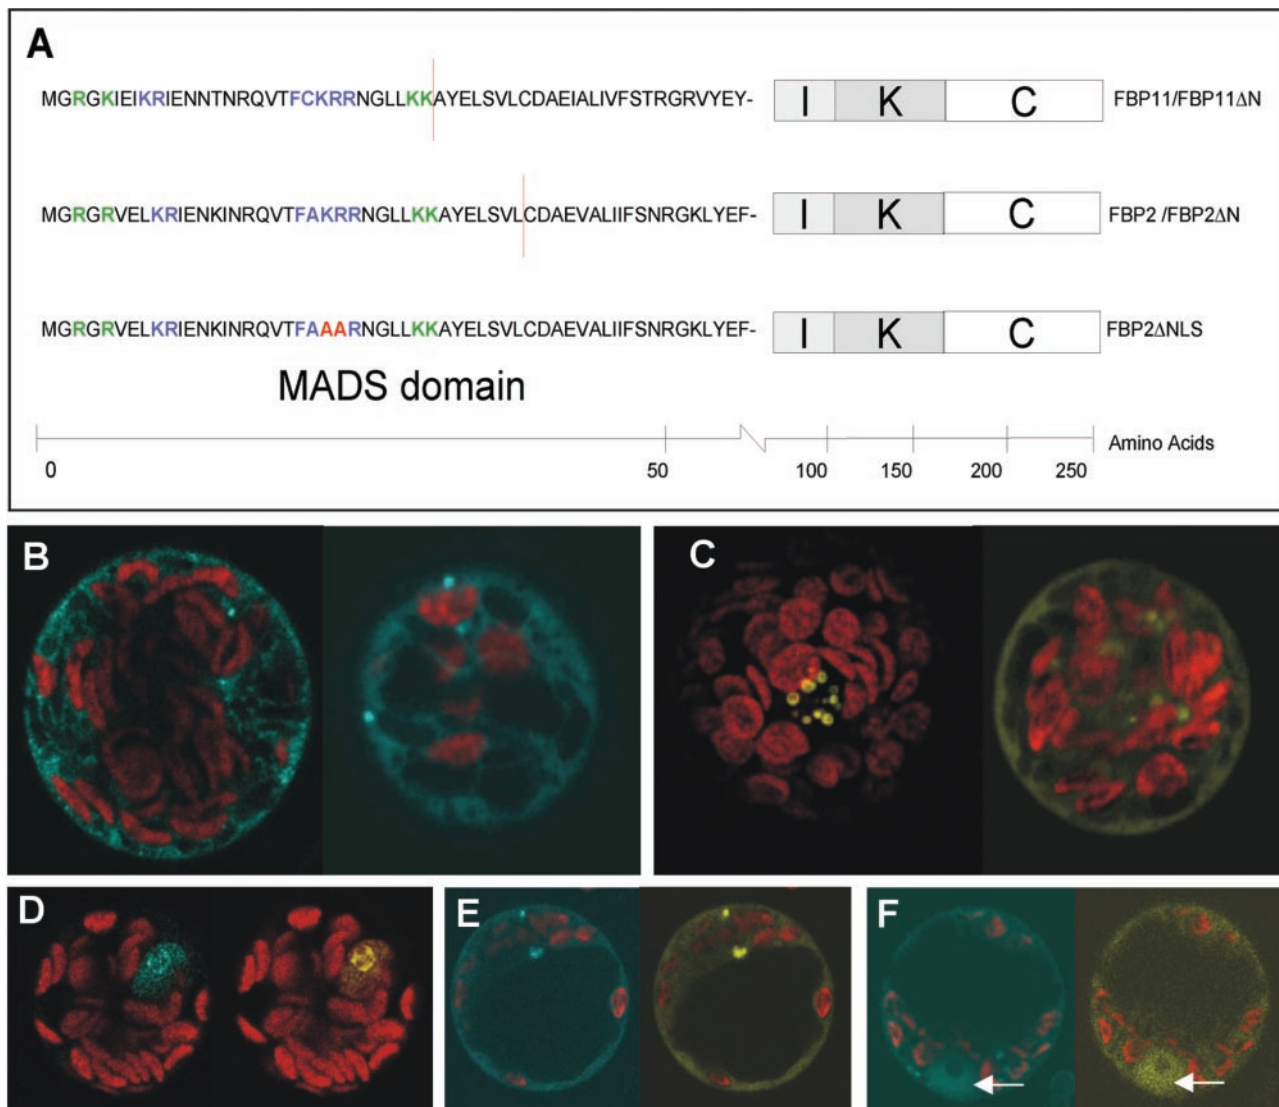 A
MGRGKIEIKRIENNTNRQVTFCKRRNGLLKKAYELSVLCDAEIALIVFSTRGRVYEY- I K C FBP11/FBP11ΔN
MGRGRVELKRIENKINRQVTFAKRRNGLLKKAYELSVLCDAEVALIIFSNRGKLYEF- I K C FBP2 /FBP2ΔN
MGRGRVELKRIENKINRQVTFAAARNGLLKKAYELSVLCDAEVALIIFSNRGKLYEF- I K C FBP2ΔNLS
MADS domain
Amino Acids
0 50 100 150 200 250
B C
D E F